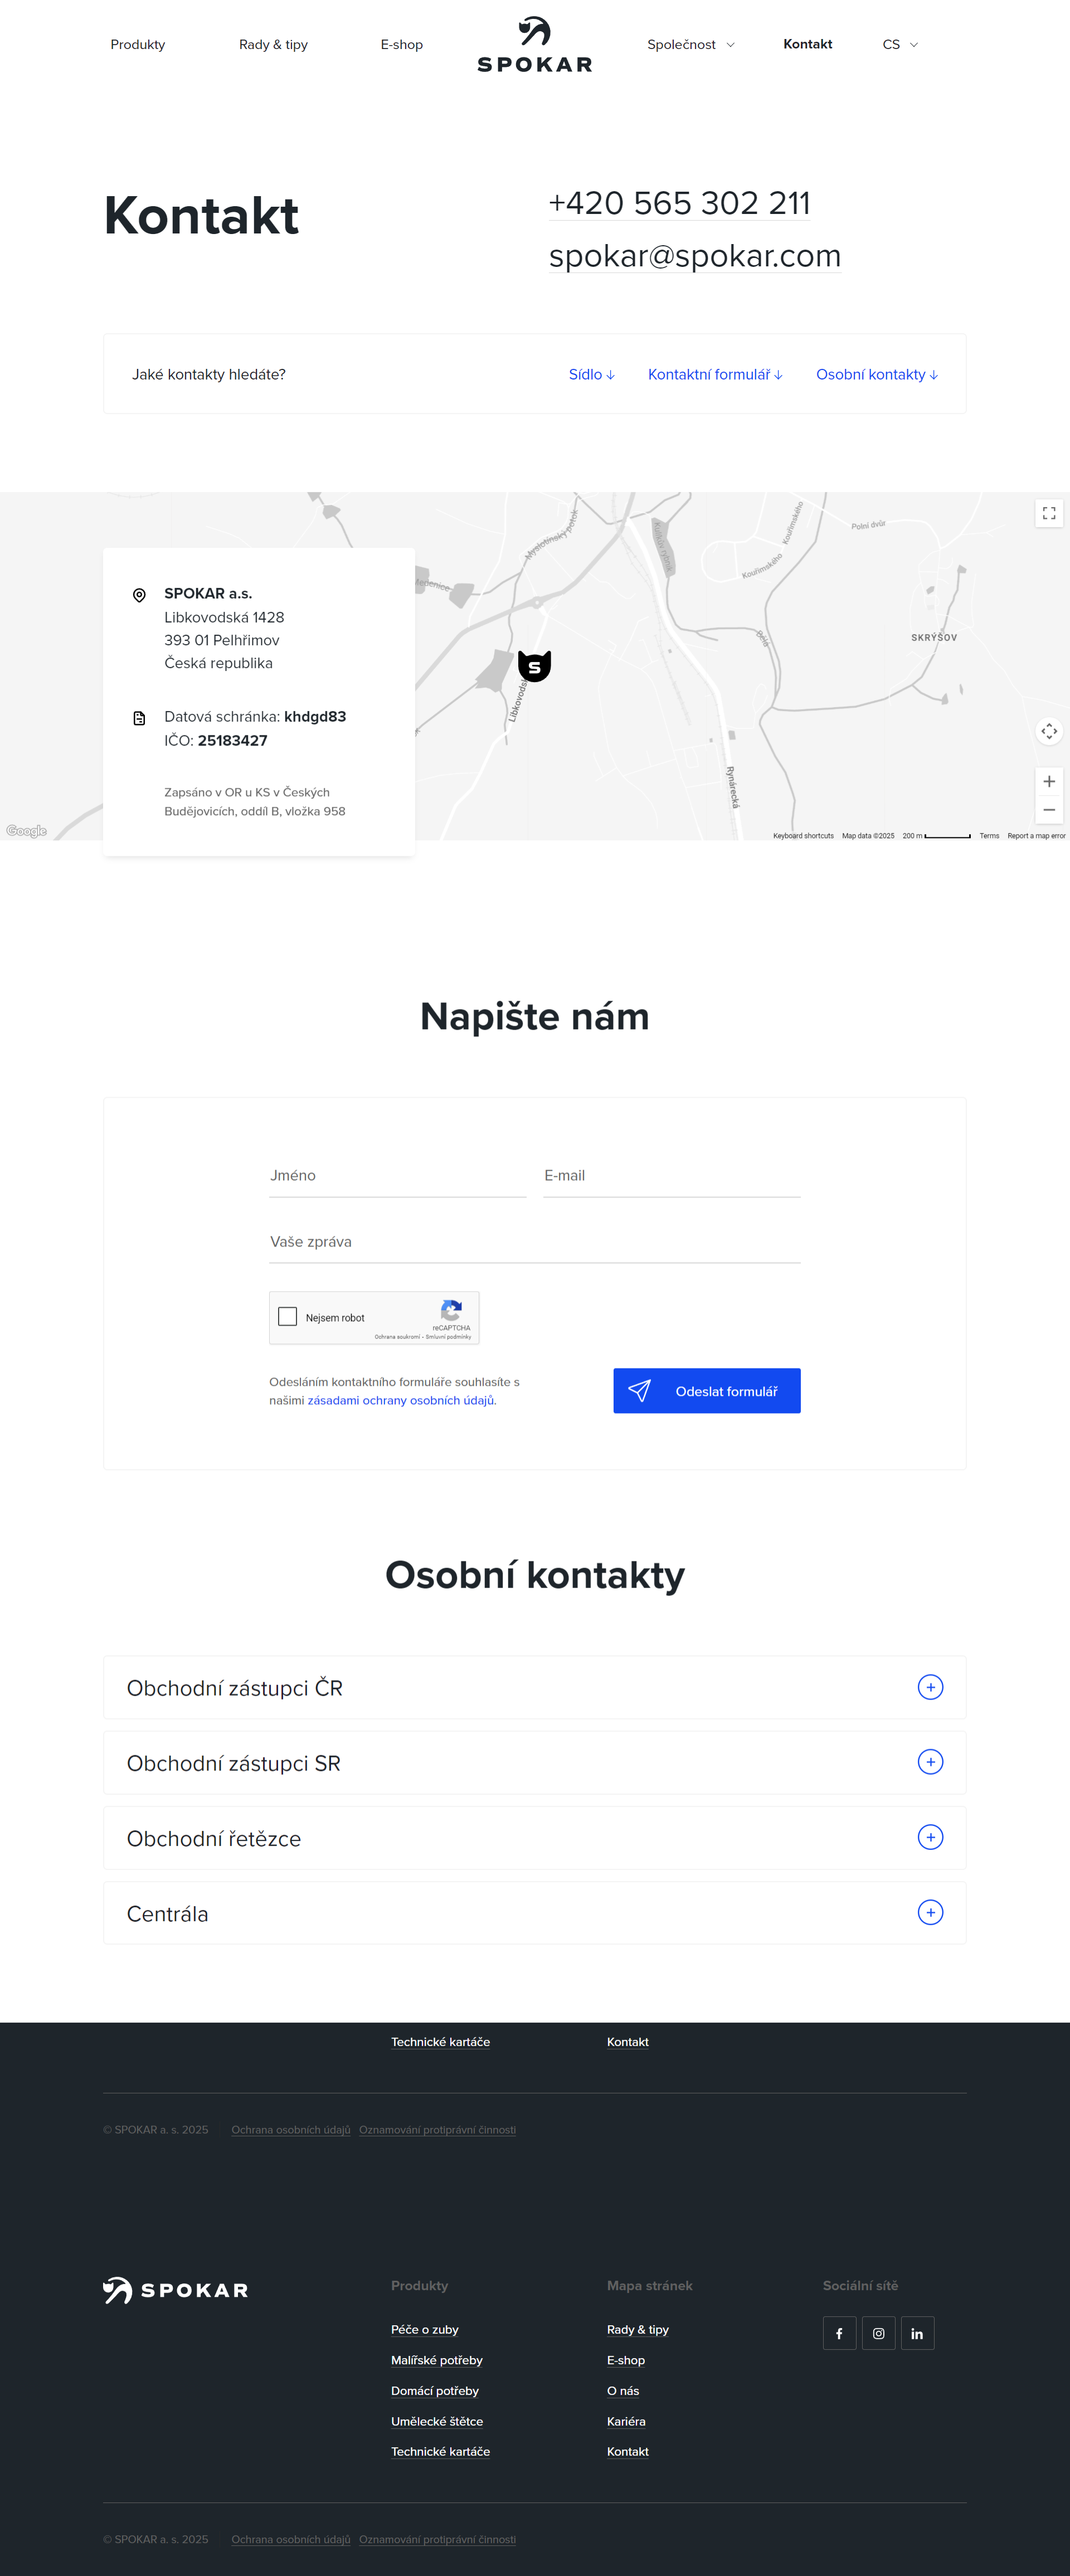 Produkty
Rady & tipy
E-shop
SPOKAR
Společnost
Kontakt
CS
Kontakt
+420 565 302 211
spokar@spokar.com
Jaké kontakty hledáte?
Sídlo
Kontaktní formulář
Osobní kontakty
Myslotínský potok
Kouřimského
Kouřimského
Polní dvůr
SKRÝŠOV
Rynárecká
SPOKAR a.s.
Libkovodská 1428
393 01 Pelhřimov
Česká republika
Datová schránka: khdgd83
IČO: 25183427
Zapsáno v OR u KS v Českých
Budějovicích, oddíl B, vložka 958
S
Google
Keyboard shortcuts
Map data ©2025
200 m
Terms
Report a map error
Napište nám
Jméno
E-mail
Vaše zpráva
Nejsem robot
reCAPTCHA
Ochrana soukromí - Smluvní podmínky
Odesláním kontaktního formuláře souhlasíte s
našimi zásadami ochrany osobních údajů.
Odeslat formulář
Osobní kontakty
Obchodní zástupci ČR
Obchodní zástupci SR
Obchodní řetězce
Centrála
Technické kartáče
Kontakt
© SPOKAR a. s. 2025
Ochrana osobních údajů
Oznamování protiprávní činnosti
SPOKAR
Produkty
Péče o zuby
Malířské potřeby
Domácí potřeby
Umělecké štětce
Technické kartáče
Mapa stránek
Rady & tipy
E-shop
O nás
Kariéra
Kontakt
Sociální sítě
© SPOKAR a. s. 2025
Ochrana osobních údajů
Oznamování protiprávní činnosti